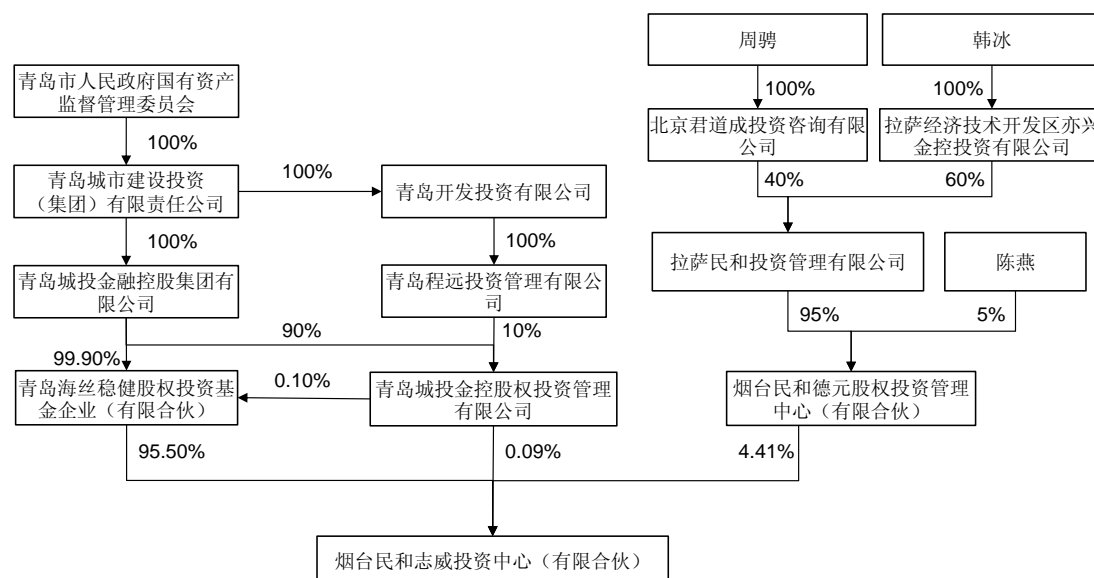 周骋
韩冰
青岛市人民政府国有资产
监督管理委员会
100%
100%
北京君道成投资咨询有限
公司
拉萨经济技术开发区亦兴
金控投资有限公司
100%
青岛城市建设投资
（集团）有限责任公司
100%
青岛开发投资有限公司
40%
60%
100%
100%
拉萨民和投资管理有限公司
陈燕
青岛城投金融控股集团有
限公司
青岛程远投资管理有限公
司
95%
5%
90%
10%
99.90%
青岛海丝稳健股权投资基
金企业（有限合伙）
0.10%
青岛城投金控股权投资管理
有限公司
烟台民和德元股权投资管理
中心（有限合伙）
95.50%
0.09%
4.41%
烟台民和志威投资中心（有限合伙）